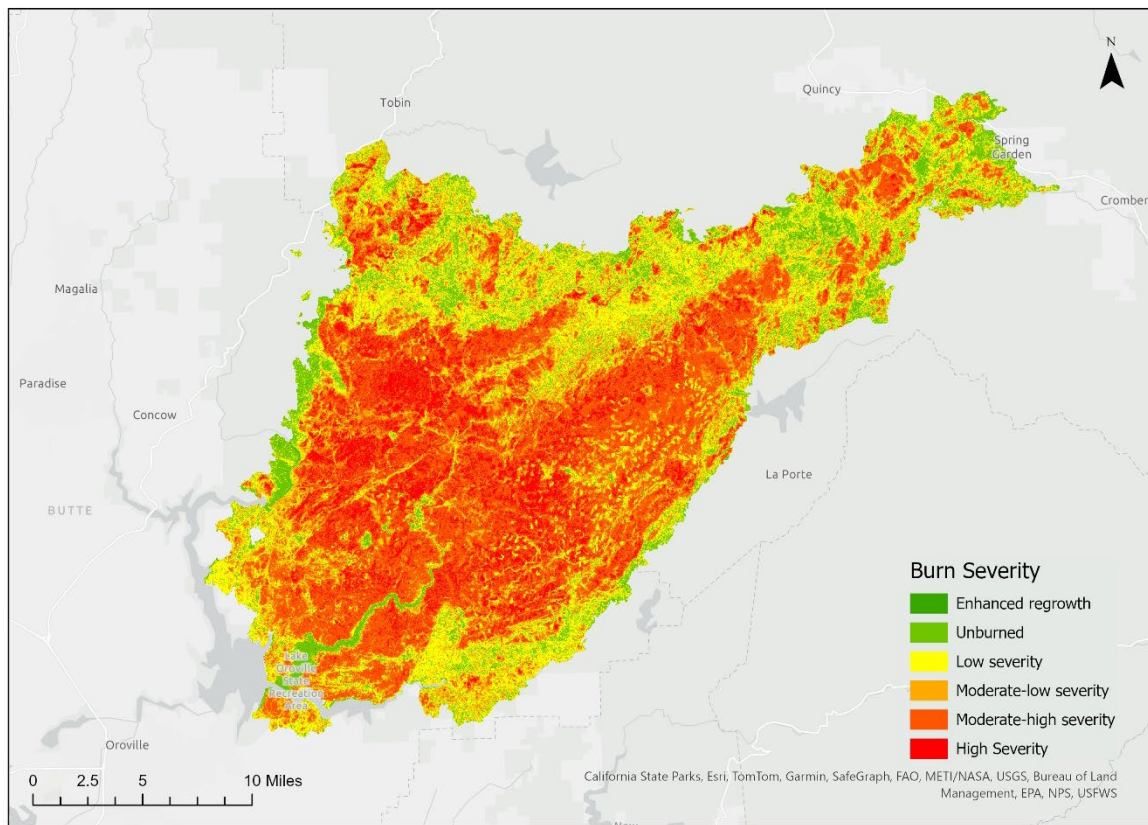 N
Tobin
Quincy
Spring
Garden
Cromber
Magalia
Paradise
Concow
La Porte
BUTTE
Burn Severity
Enhanced regrowth
Unburned
Low severity
Moderate-low severity
Moderate-high severity
High Severity
Lake
Oroville
State
Recreation
Area
Oroville
0 2.5 5 10 Miles
California State Parks, Esri, TomTom, Garmin, SafeGraph, FAO, METI/NASA, USGS, Bureau of Land
Management, EPA, NPS, USFWS